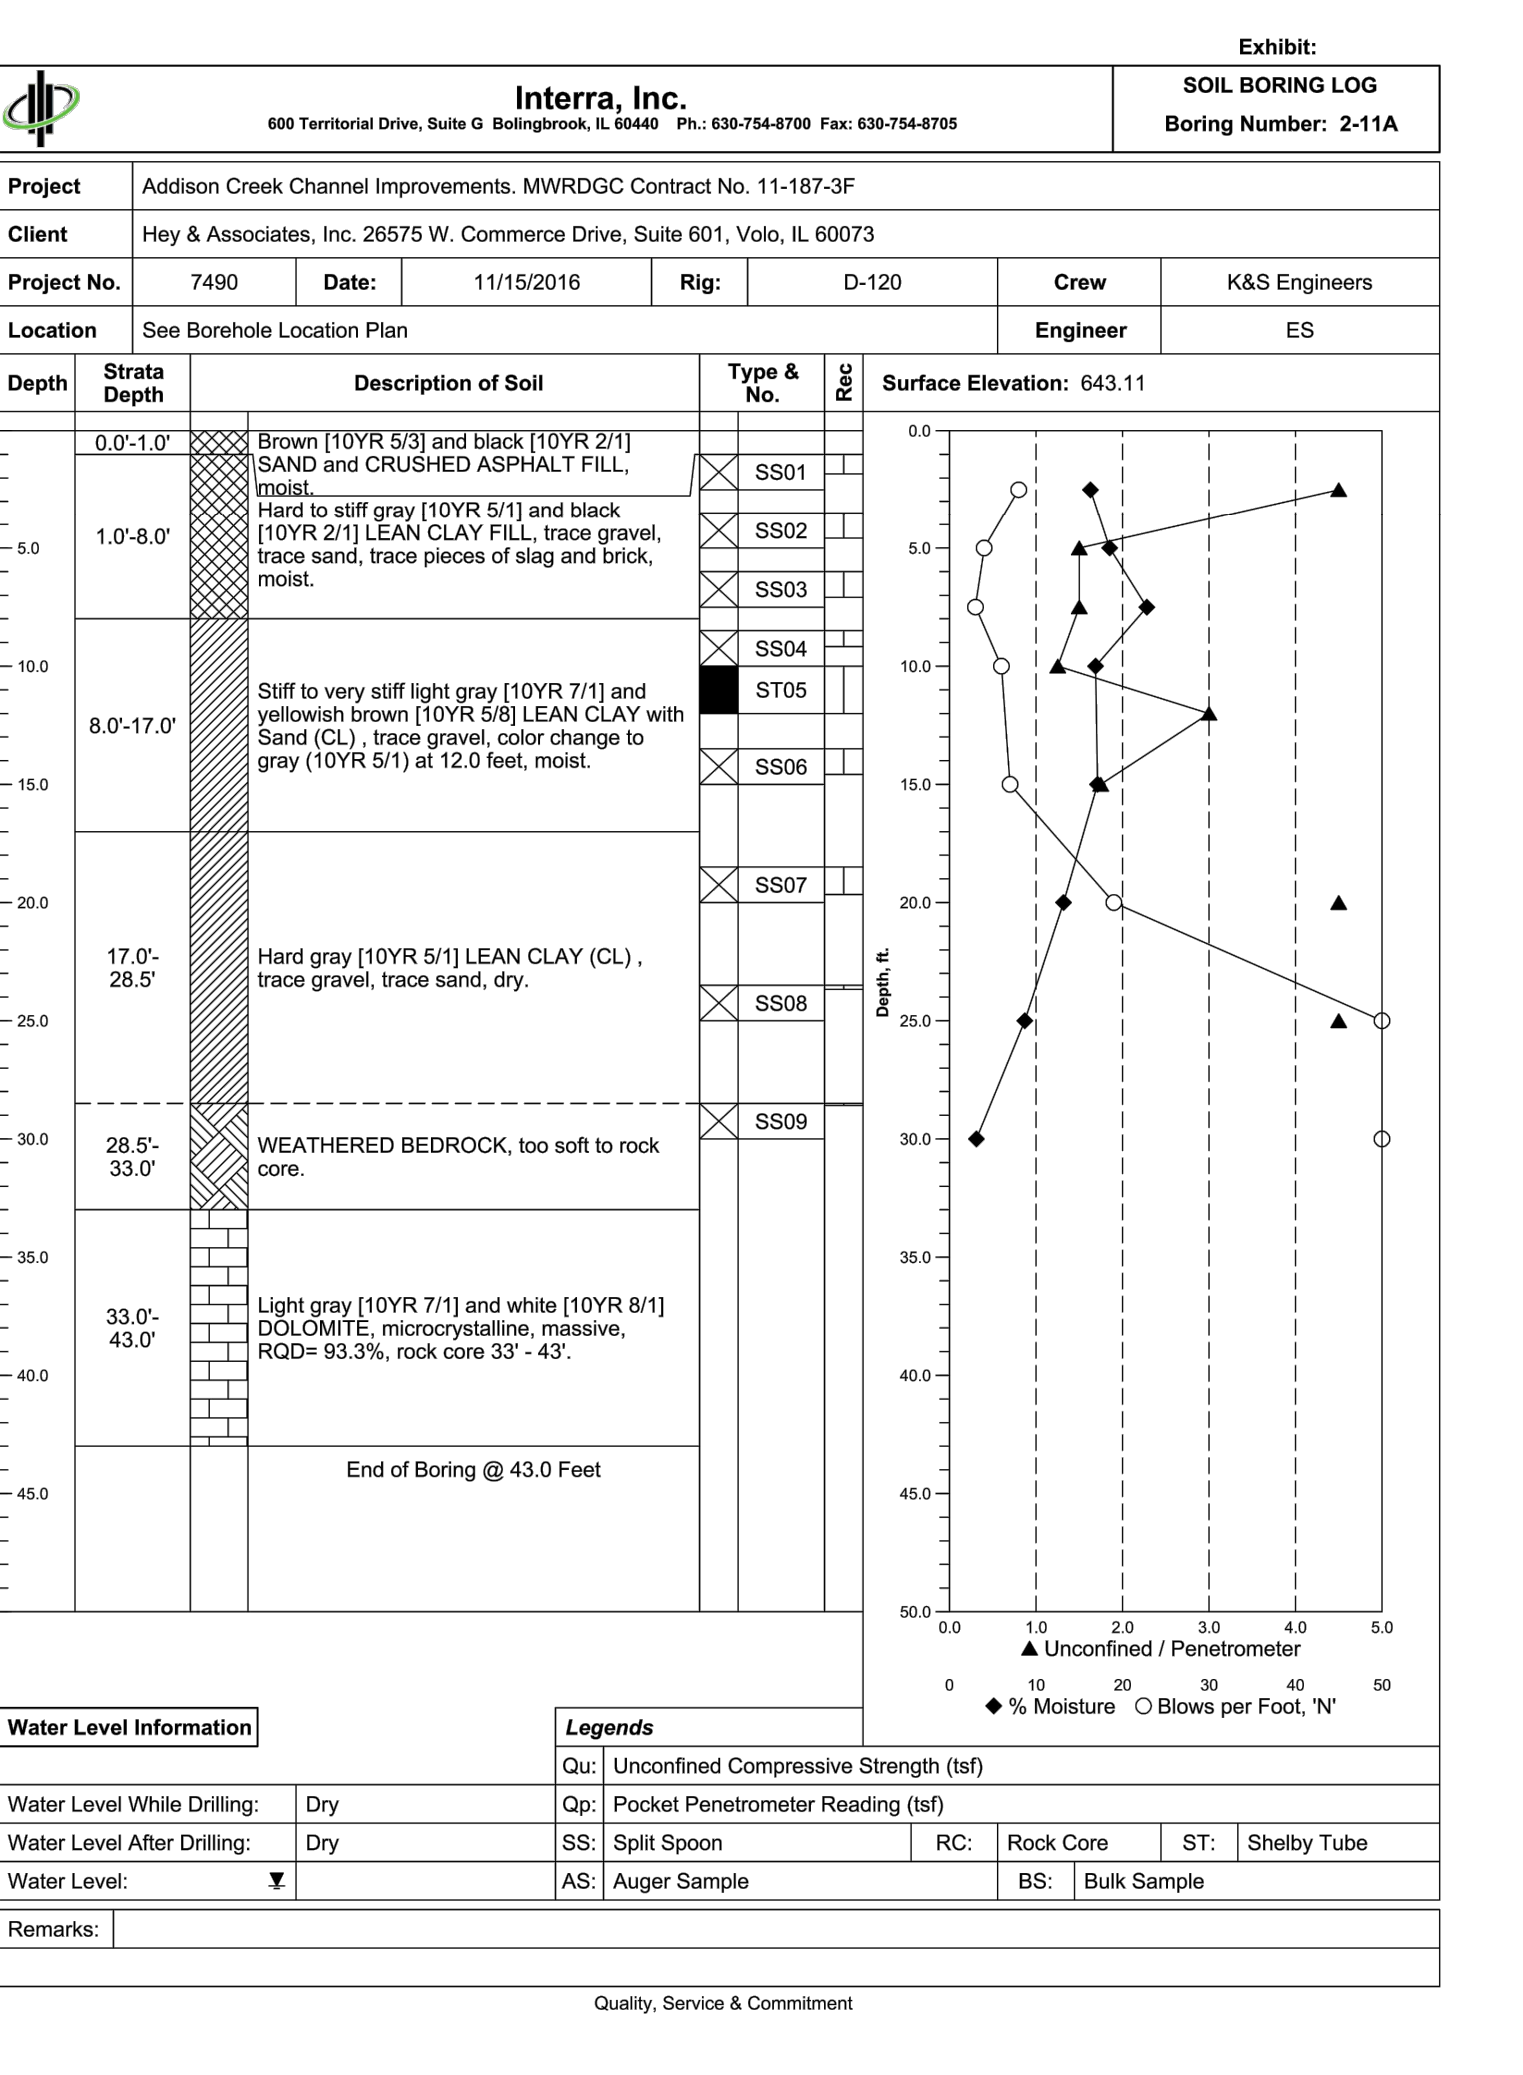 Exhibit:
Interra, Inc.
600 Territorial Drive, Suite G  Bolingbrook, IL 60440  Ph.: 630-754-8700  Fax: 630-754-8705
SOIL BORING LOG
Boring Number: 2-11A
Project Addison Creek Channel Improvements. MWRDGC Contract No. 11-187-3F
Client Hey & Associates, Inc. 26575 W. Commerce Drive, Suite 601, Volo, IL 60073
Project No. 7490 Date: 11/15/2016 Rig: D-120 Crew K&S Engineers
Location See Borehole Location Plan Engineer ES
Depth
Strata
Depth
Description of Soil
Type &
No.
Rec
Surface Elevation: 643.11
5.0
10.0
15.0
20.0
25.0
30.0
35.0
40.0
45.0
0.0'-1.0'
Brown [10YR 5/3] and black [10YR 2/1]
SAND and CRUSHED ASPHALT FILL,
moist.
1.0'-8.0'
Hard to stiff gray [10YR 5/1] and black
[10YR 2/1] LEAN CLAY FILL, trace gravel,
trace sand, trace pieces of slag and brick,
moist.
8.0'-17.0'
Stiff to very stiff light gray [10YR 7/1] and
yellowish brown [10YR 5/8] LEAN CLAY with
Sand (CL) , trace gravel, color change to
gray (10YR 5/1) at 12.0 feet, moist.
17.0'-
28.5'
Hard gray [10YR 5/1] LEAN CLAY (CL) ,
trace gravel, trace sand, dry.
28.5'-
33.0'
WEATHERED BEDROCK, too soft to rock
core.
33.0'-
43.0'
Light gray [10YR 7/1] and white [10YR 8/1]
DOLOMITE, microcrystalline, massive,
RQD= 93.3%, rock core 33' - 43'.
End of Boring @ 43.0 Feet
SS01
SS02
SS03
SS04
ST05
SS06
SS07
SS08
SS09
0.0
5.0
10.0
15.0
20.0
25.0
30.0
35.0
40.0
45.0
50.0
Depth, ft.
0.0 1.0 2.0 3.0 4.0 5.0
▲ Unconfined / Penetrometer
0 10 20 30 40 50
◆ % Moisture ○ Blows per Foot, 'N'
Water Level Information
Water Level While Drilling: Dry
Water Level After Drilling: Dry
Water Level:
Legends
Qu: Unconfined Compressive Strength (tsf)
Qp: Pocket Penetrometer Reading (tsf)
SS: Split Spoon RC: Rock Core ST: Shelby Tube
AS: Auger Sample BS: Bulk Sample
Remarks:
Quality, Service & Commitment